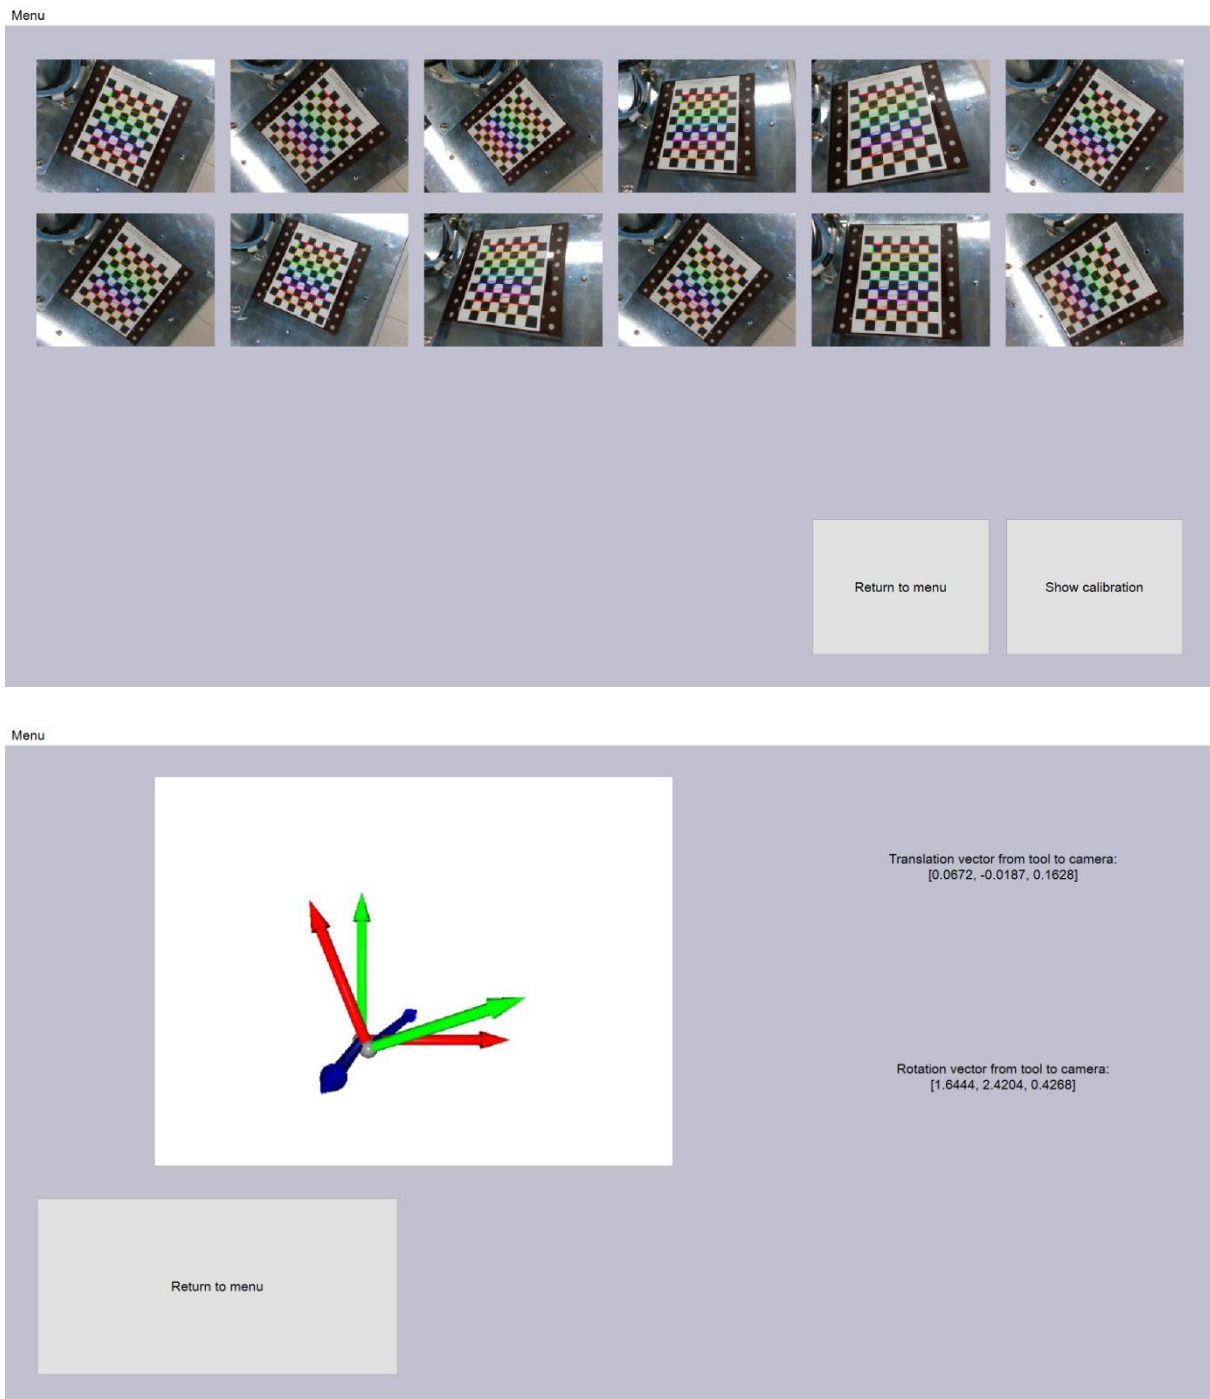 Menu
Return to menu
Show calibration
Menu
Translation vector from tool to camera:
[0.0672, -0.0187, 0.1628]
Rotation vector from tool to camera:
[1.6444, 2.4204, 0.4268]
Return to menu